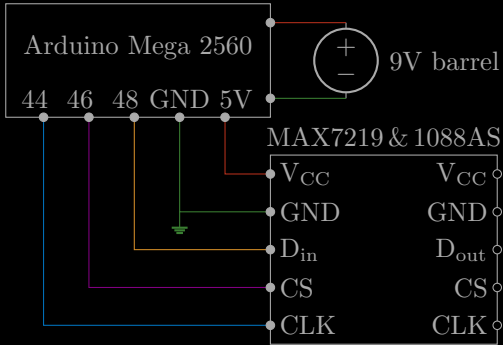 Arduino Mega 2560
+
−
9V barrel
44 46 48 GND 5V
MAX7219 & 1088AS
VCC VCC
GND GND
Din Dout
CS CS
CLK CLK